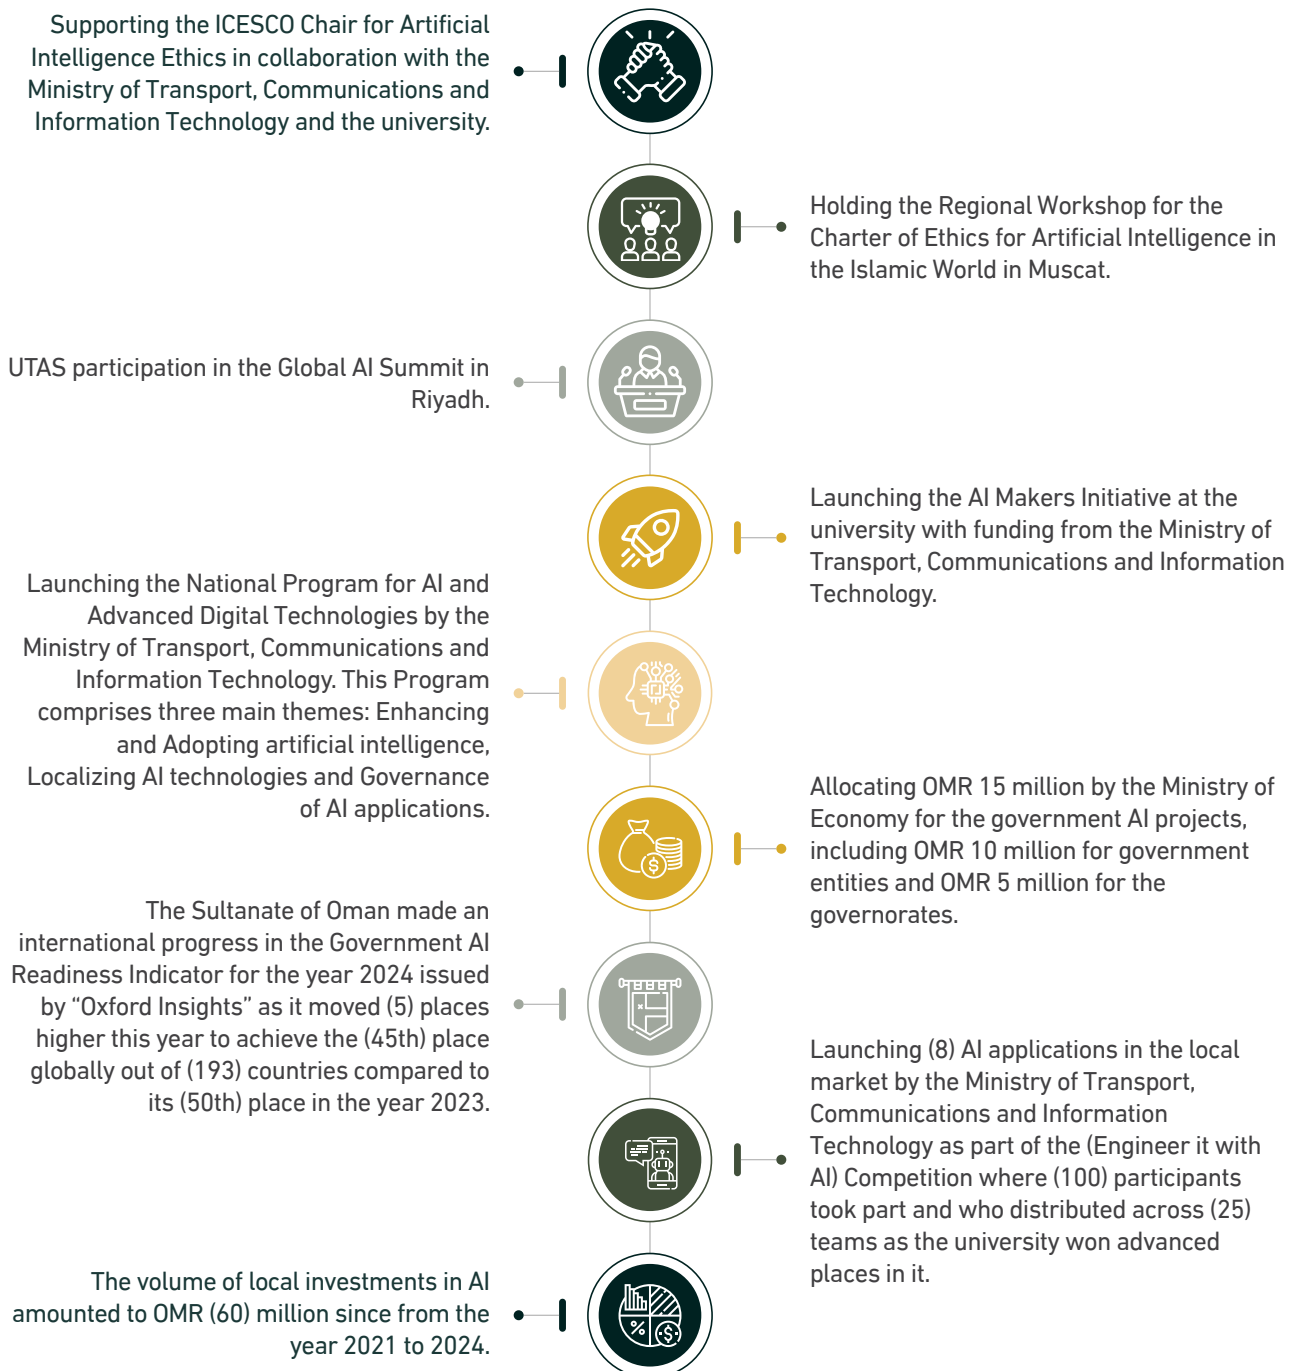 Supporting the ICESCO Chair for Artificial
Intelligence Ethics in collaboration with the
Ministry of Transport, Communications and
Information Technology and the university.
Holding the Regional Workshop for the
Charter of Ethics for Artificial Intelligence in
the Islamic World in Muscat.
UTAS participation in the Global AI Summit in
Riyadh.
Launching the AI Makers Initiative at the
university with funding from the Ministry of
Transport, Communications and Information
Technology.
Launching the National Program for AI and
Advanced Digital Technologies by the
Ministry of Transport, Communications and
Information Technology. This Program
comprises three main themes: Enhancing
and Adopting artificial intelligence,
Localizing AI technologies and Governance
of AI applications.
Allocating OMR 15 million by the Ministry of
Economy for the government AI projects,
including OMR 10 million for government
entities and OMR 5 million for the
governorates.
The Sultanate of Oman made an
international progress in the Government AI
Readiness Indicator for the year 2024 issued
by “Oxford Insights” as it moved (5) places
higher this year to achieve the (45th) place
globally out of (193) countries compared to
its (50th) place in the year 2023.
Launching (8) AI applications in the local
market by the Ministry of Transport,
Communications and Information
Technology as part of the (Engineer it with
AI) Competition where (100) participants
took part and who distributed across (25)
teams as the university won advanced
places in it.
The volume of local investments in AI
amounted to OMR (60) million since from the
year 2021 to 2024.